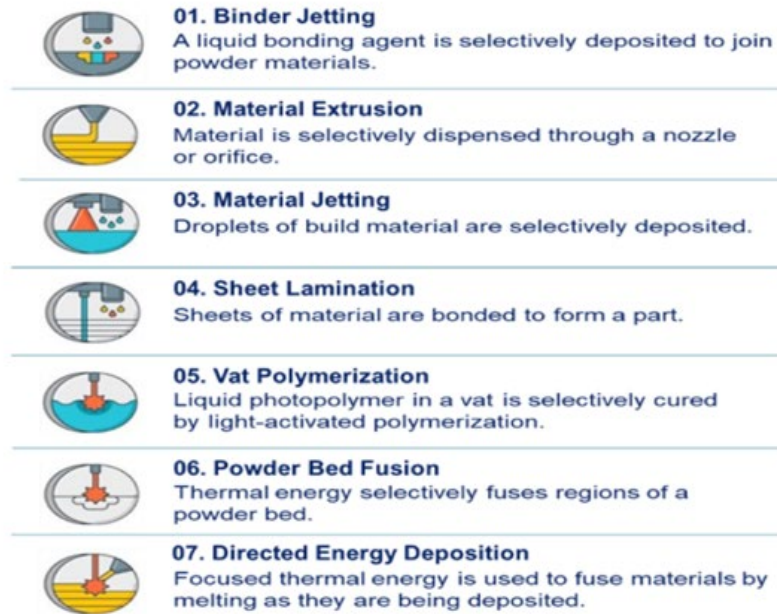 01. Binder Jetting
A liquid bonding agent is selectively deposited to join
powder materials.
02. Material Extrusion
Material is selectively dispensed through a nozzle
or orifice.
03. Material Jetting
Droplets of build material are selectively deposited.
04. Sheet Lamination
Sheets of material are bonded to form a part.
05. Vat Polymerization
Liquid photopolymer in a vat is selectively cured
by light-activated polymerization.
06. Powder Bed Fusion
Thermal energy selectively fuses regions of a
powder bed.
07. Directed Energy Deposition
Focused thermal energy is used to fuse materials by
melting as they are being deposited.